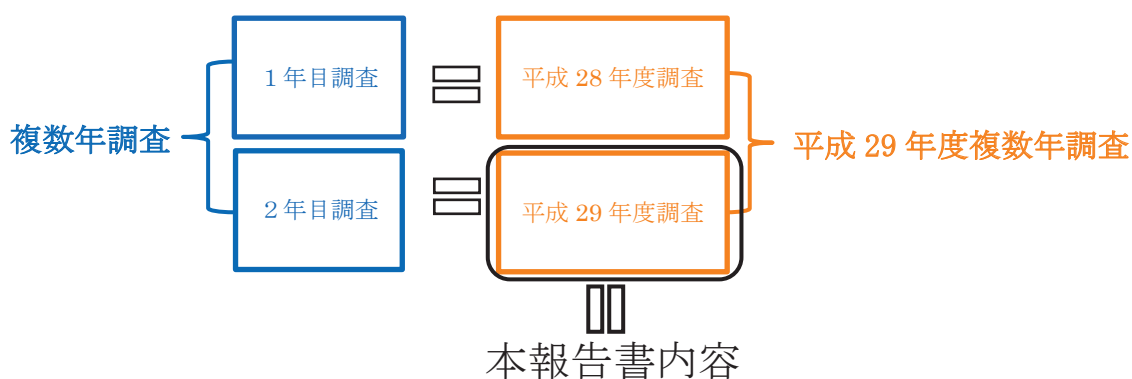 1年目調査
平成 28 年度調査
複数年調査
平成 29 年度複数年調査
2年目調査
平成 29 年度調査
本報告書内容